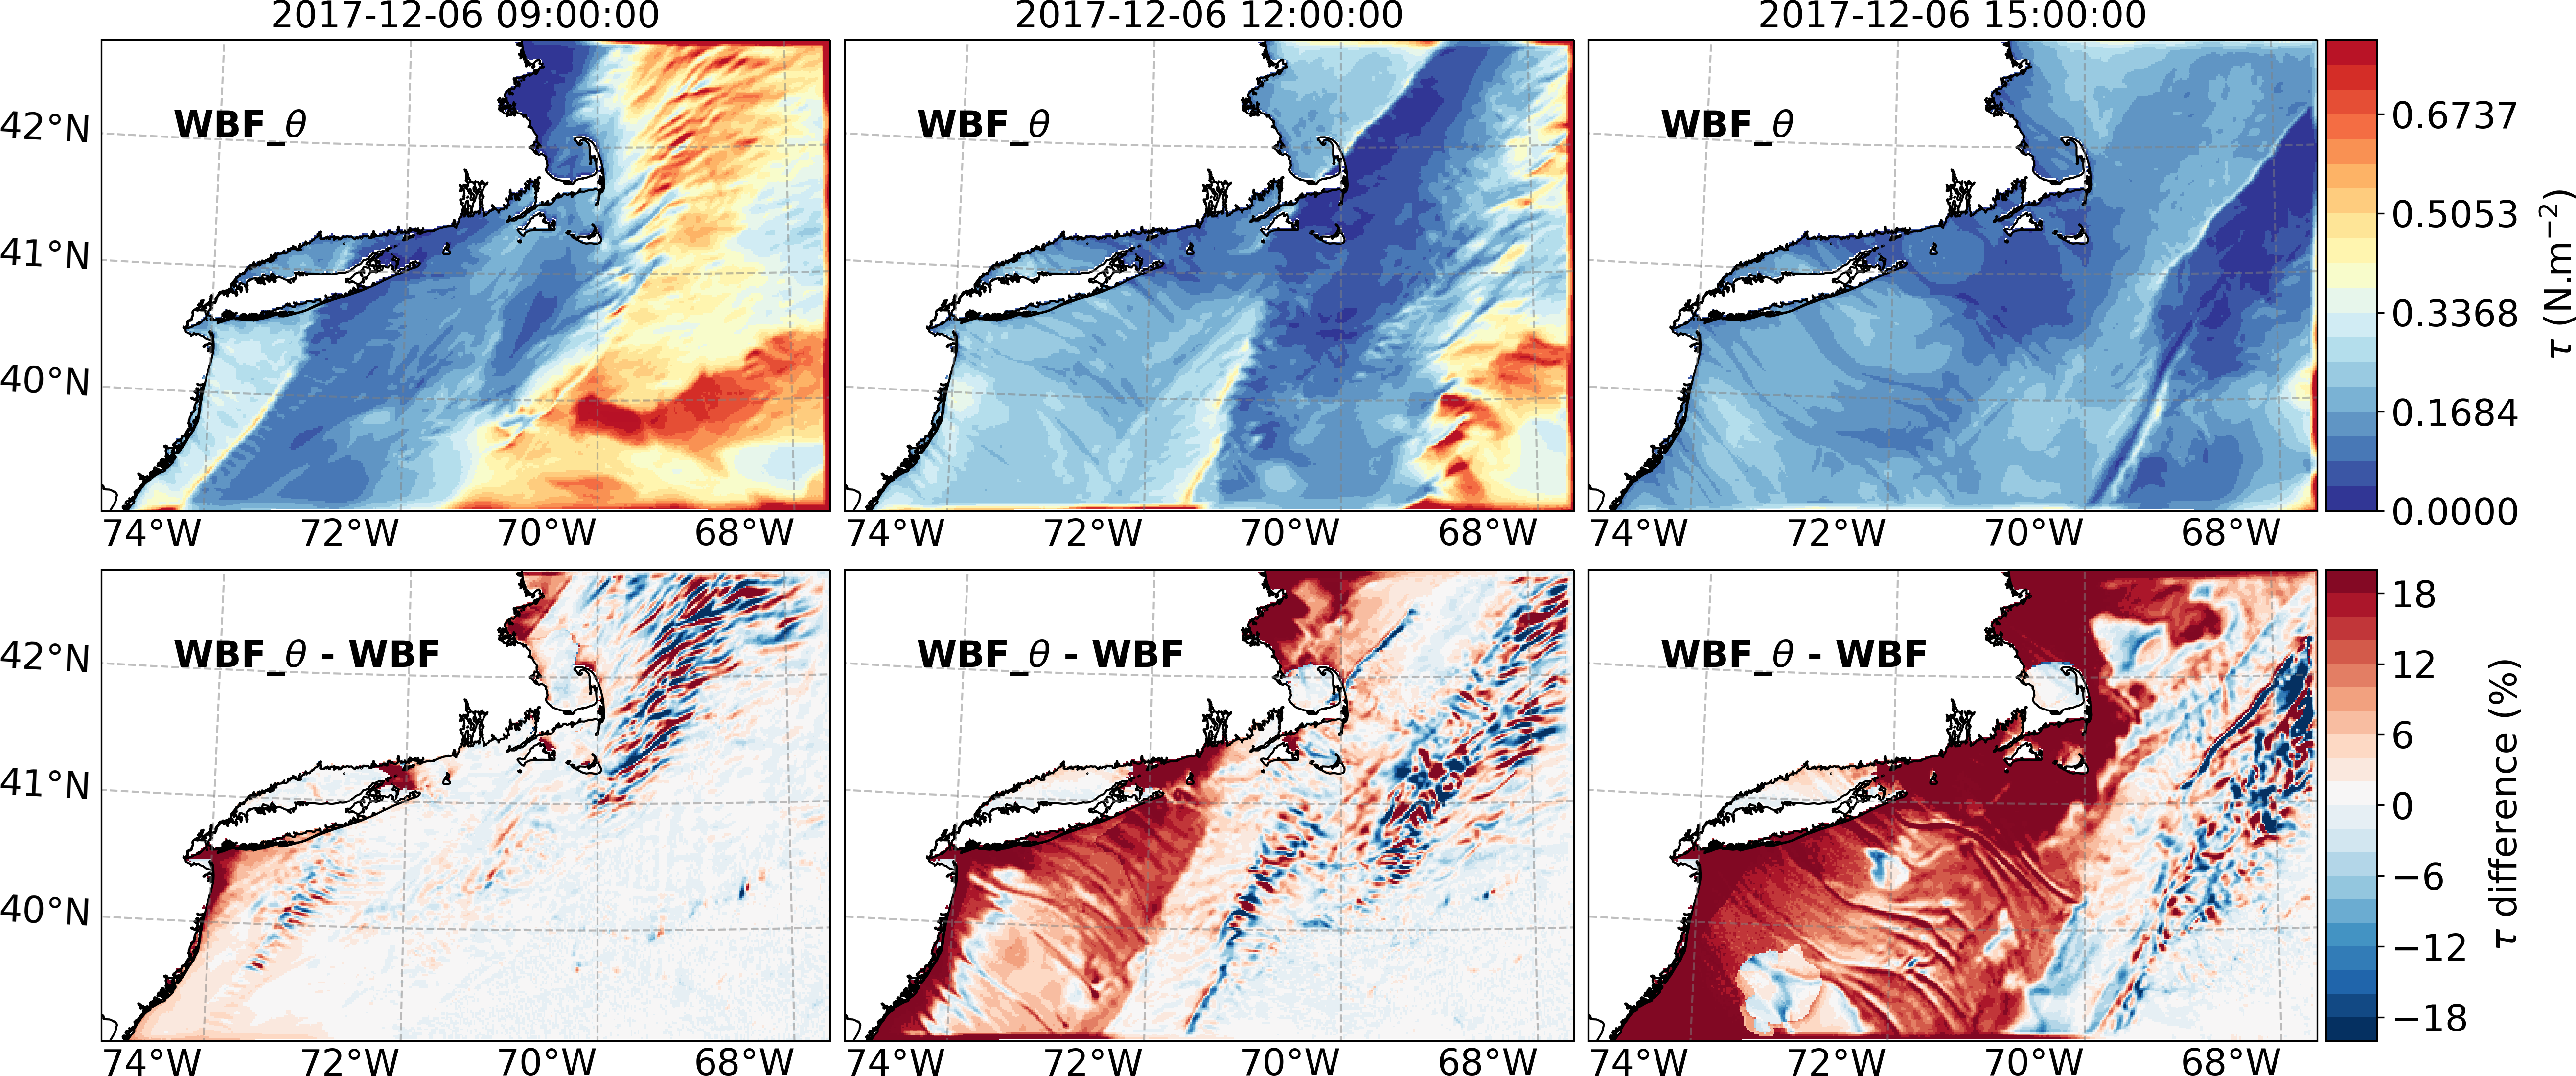 2017-12-06 09:00:00 2017-12-06 12:00:00 2017-12-06 15:00:00
WBF_θ WBF_θ WBF_θ
42°N
41°N
40°N
74°W 72°W 70°W 68°W 74°W 72°W 70°W 68°W 74°W 72°W 70°W 68°W
0.6737
0.5053
0.3368
0.1684
0.0000
τ (N.m⁻²)
WBF_θ - WBF WBF_θ - WBF WBF_θ - WBF
42°N
41°N
40°N
74°W 72°W 70°W 68°W 74°W 72°W 70°W 68°W 74°W 72°W 70°W 68°W
18
12
6
0
−6
−12
−18
τ difference (%)